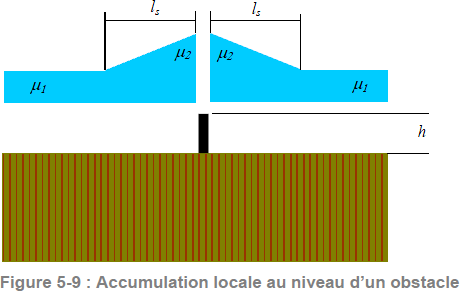 lₛ lₛ
μ₂ μ₂
μ₁ μ₁
h
Figure 5-9 : Accumulation locale au niveau d’un obstacle